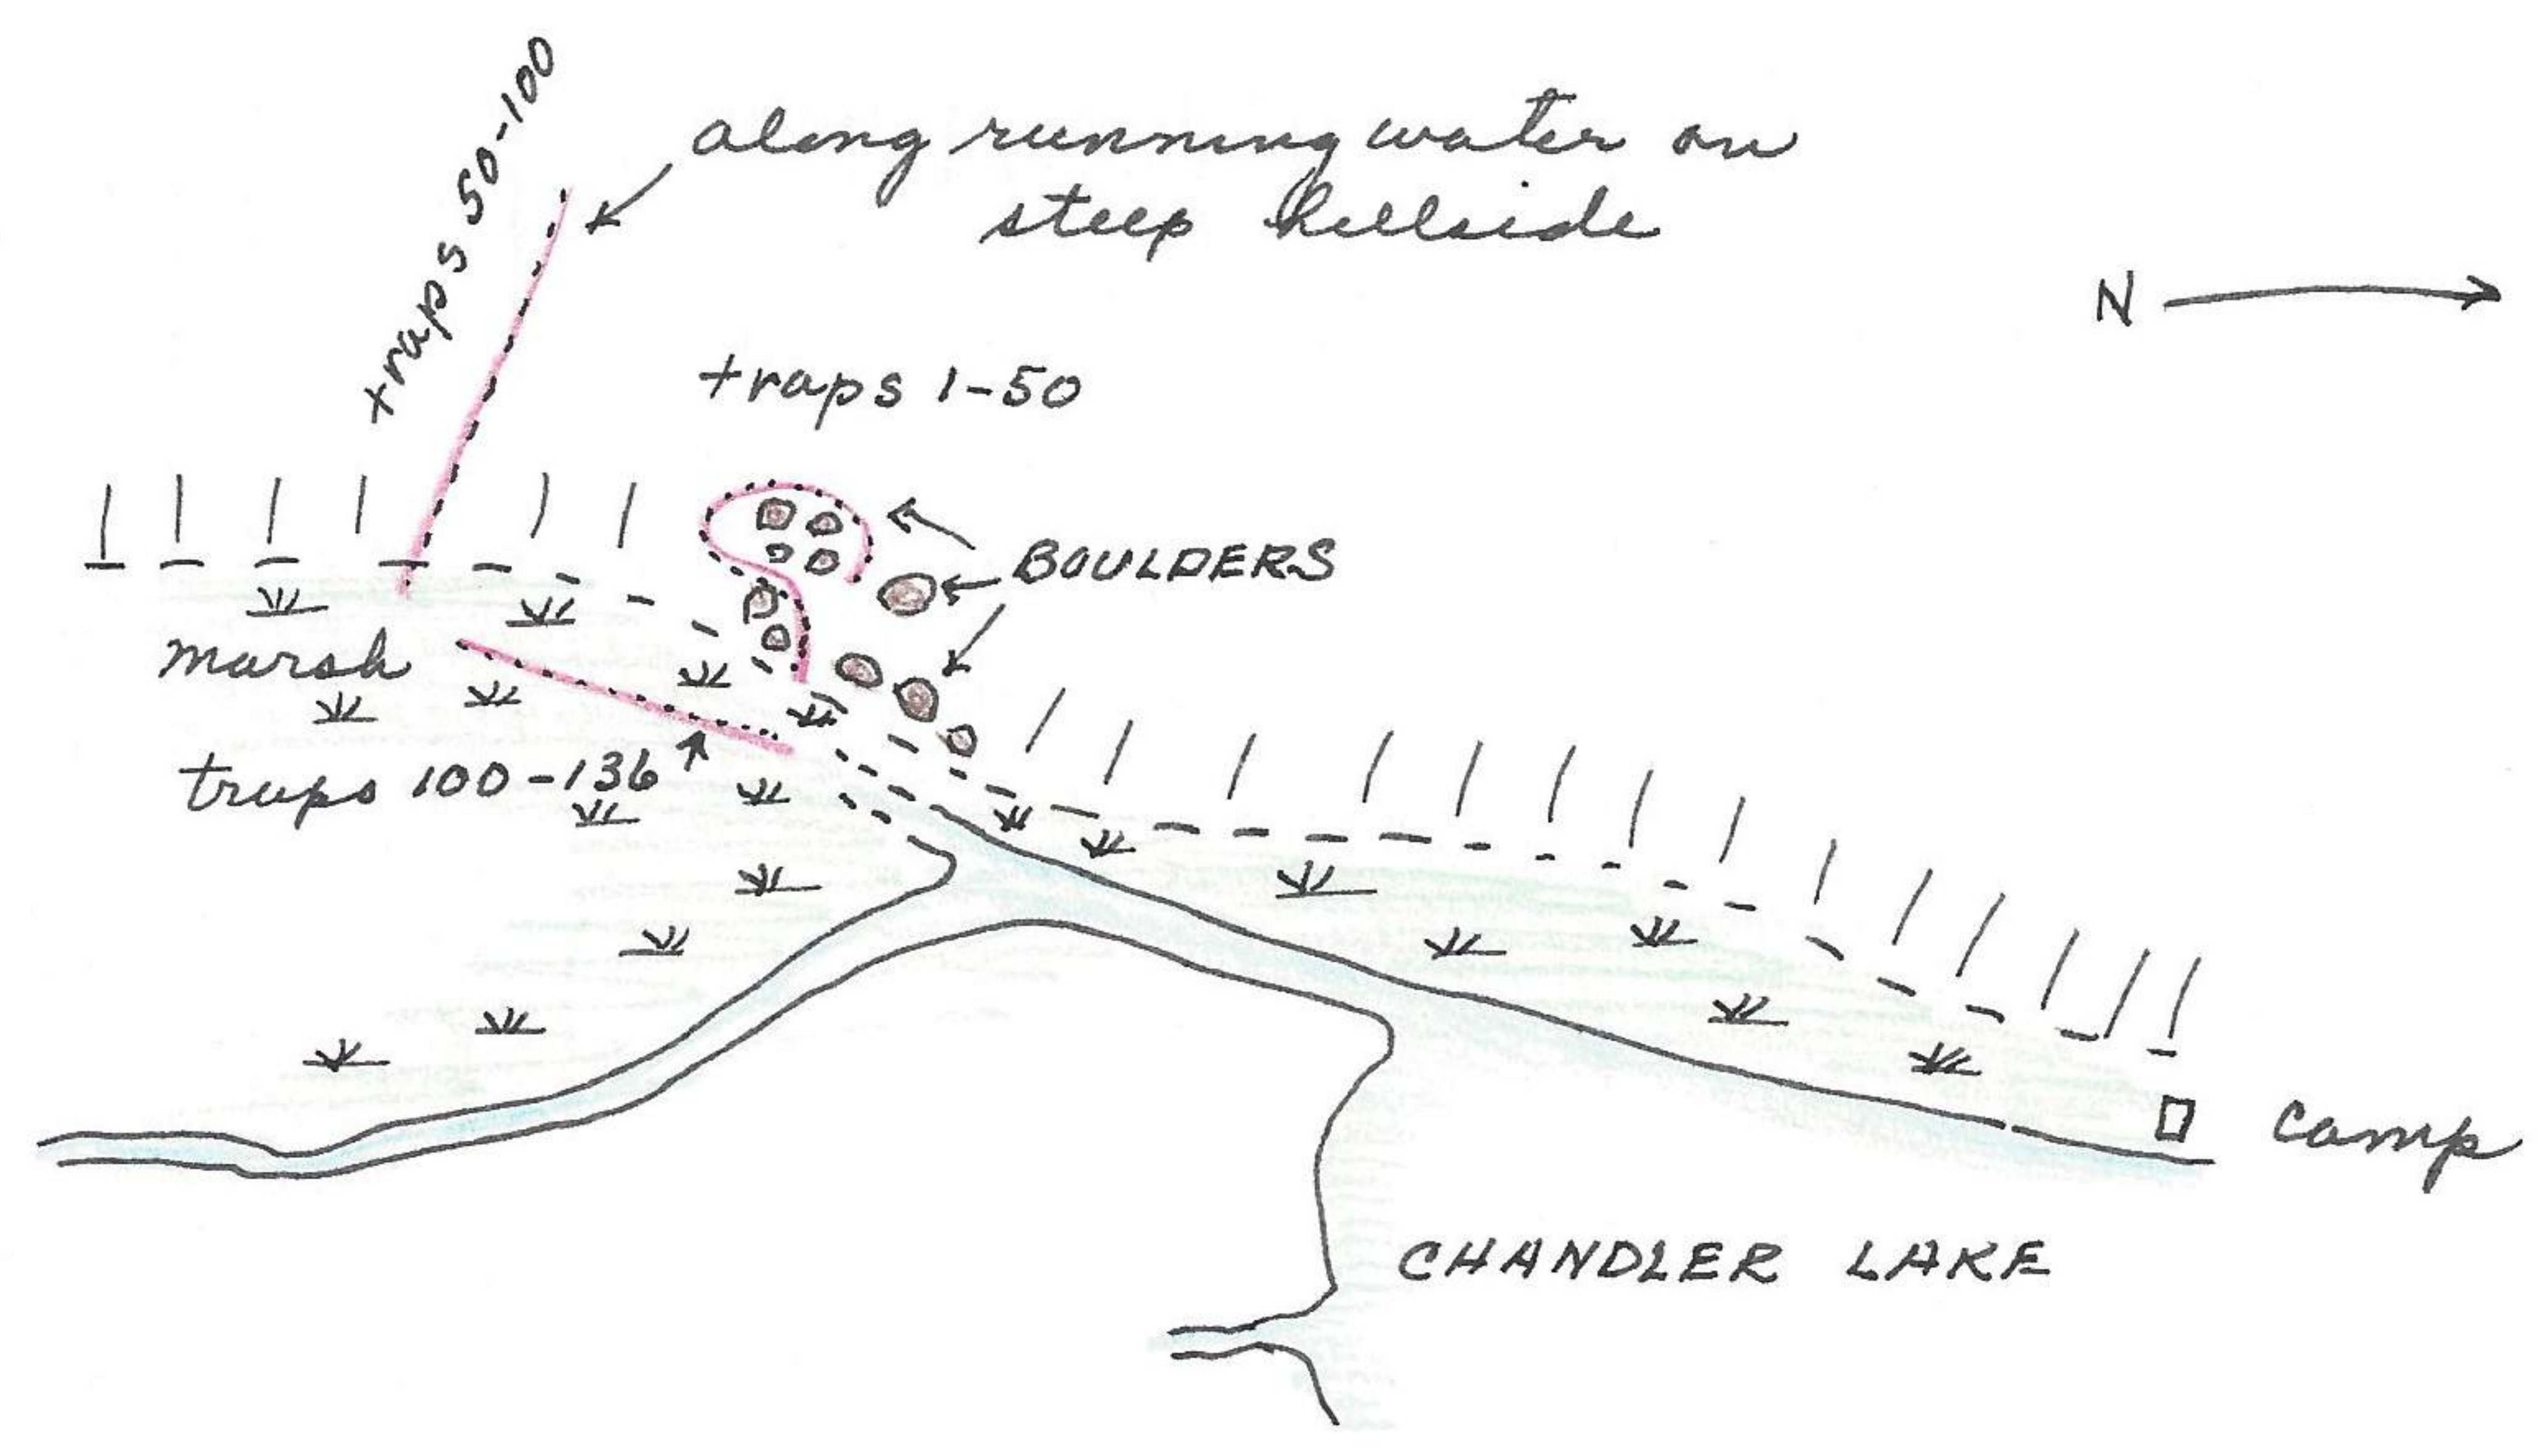 traps 50-100
along running water on
steep hillside
N
traps 1-50
BOULDERS
marsh
traps 100-136
camp
CHANDLER LAKE